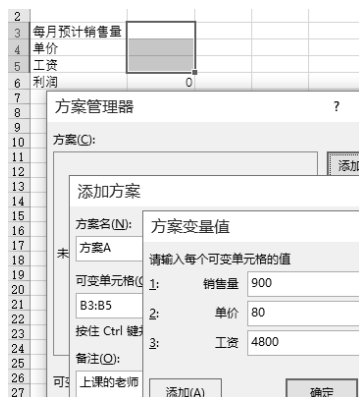 2
3 每月预计销售量
4 单价
5 工资
6 利润 0
7
8
9
10
11
12
13
14
15
16
17
18
19
20
21
22
23
24
25
26
27
方案管理器 ?
方案(C):
添加
未
添加方案
方案名(N):
方案A
可变单元格(
B3:B5
按住 Ctrl 键
备注(O):
上课的老师
可
方案变量值
请输入每个可变单元格的值
1: 销售量 900
2: 单价 80
3: 工资 4800
添加(A) 确定